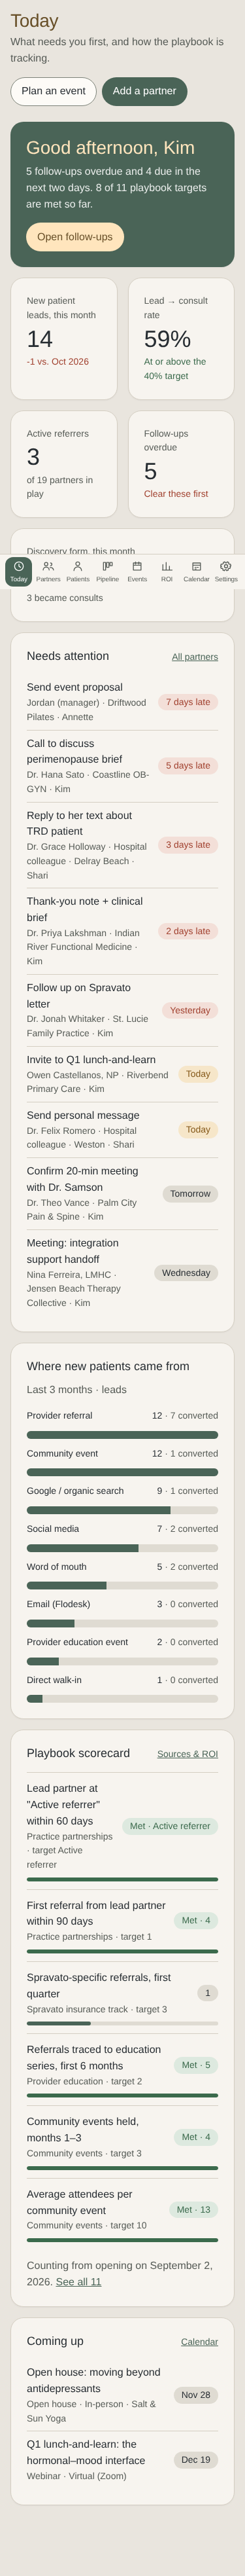 Today
What needs you first, and how the playbook is
tracking.
Plan an event
Add a partner
Good afternoon, Kim
5 follow-ups overdue and 4 due in the
next two days. 8 of 11 playbook targets
are met so far.
Open follow-ups
New patient
leads, this month
14
-1 vs. Oct 2026
Lead → consult
rate
59%
At or above the
40% target
Active referrers
3
of 19 partners in
play
Follow-ups
overdue
5
Clear these first
Discovery form, this month
Today
Partners
Patients
Pipeline
Events
ROI
Calendar
Settings
3 became consults
Needs attention
All partners
Send event proposal
Jordan (manager) · Driftwood
Pilates · Annette
7 days late
Call to discuss
perimenopause brief
Dr. Hana Sato · Coastline OB-
GYN · Kim
5 days late
Reply to her text about
TRD patient
Dr. Grace Holloway · Hospital
colleague · Delray Beach ·
Shari
3 days late
Thank-you note + clinical
brief
Dr. Priya Lakshman · Indian
River Functional Medicine ·
Kim
2 days late
Follow up on Spravato
letter
Dr. Jonah Whitaker · St. Lucie
Family Practice · Kim
Yesterday
Invite to Q1 lunch-and-learn
Owen Castellanos, NP · Riverbend
Primary Care · Kim
Today
Send personal message
Dr. Felix Romero · Hospital
colleague · Weston · Shari
Today
Confirm 20-min meeting
with Dr. Samson
Dr. Theo Vance · Palm City
Pain & Spine · Kim
Tomorrow
Meeting: integration
support handoff
Nina Ferreira, LMHC ·
Jensen Beach Therapy
Collective · Kim
Wednesday
Where new patients came from
Last 3 months · leads
Provider referral
12 · 7 converted
Community event
12 · 1 converted
Google / organic search
9 · 1 converted
Social media
7 · 2 converted
Word of mouth
5 · 2 converted
Email (Flodesk)
3 · 0 converted
Provider education event
2 · 0 converted
Direct walk-in
1 · 0 converted
Playbook scorecard
Sources & ROI
Lead partner at
"Active referrer"
within 60 days
Practice partnerships
· target Active
referrer
Met · Active referrer
First referral from lead partner
within 90 days
Practice partnerships · target 1
Met · 4
Spravato-specific referrals, first
quarter
Spravato insurance track · target 3
1
Referrals traced to education
series, first 6 months
Provider education · target 2
Met · 5
Community events held,
months 1–3
Community events · target 3
Met · 4
Average attendees per
community event
Community events · target 10
Met · 13
Counting from opening on September 2,
2026. See all 11
Coming up
Calendar
Open house: moving beyond
antidepressants
Open house · In-person · Salt &
Sun Yoga
Nov 28
Q1 lunch-and-learn: the
hormonal–mood interface
Webinar · Virtual (Zoom)
Dec 19